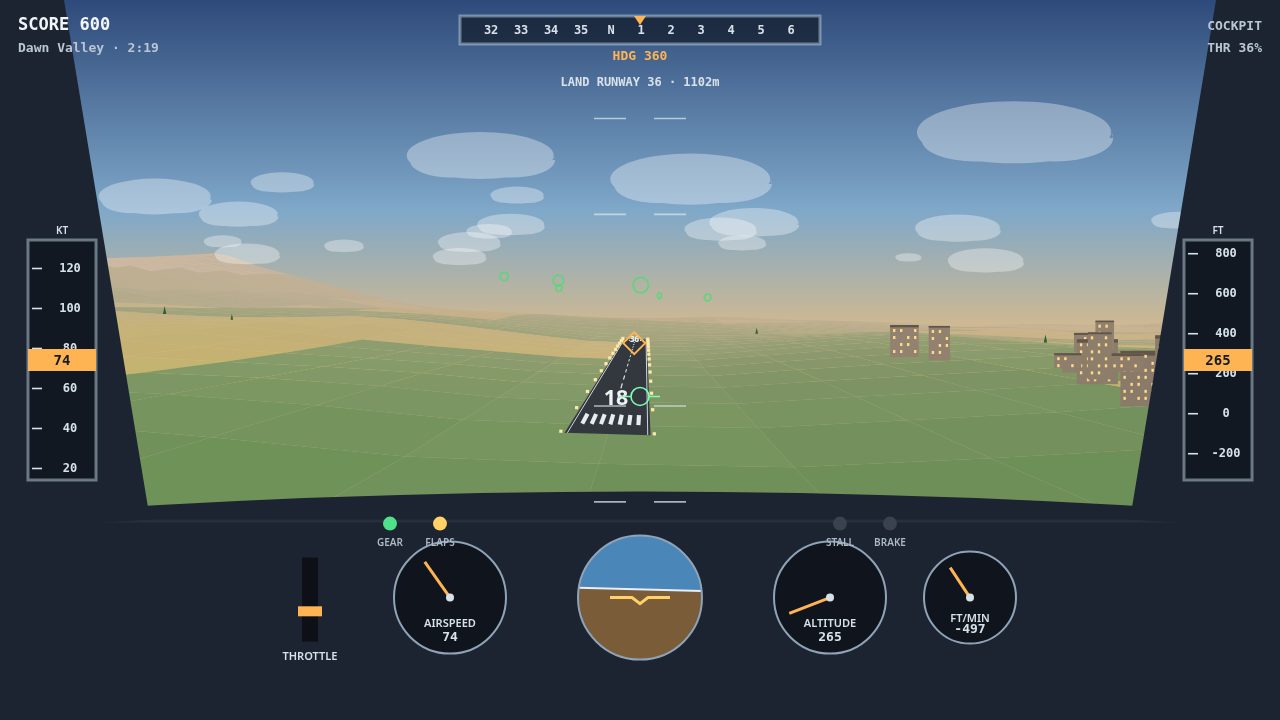 SCORE 600
Dawn Valley · 2:19
32 33 34 35 N 1 2 3 4 5 6
HDG 360
LAND RUNWAY 36 · 1102m
COCKPIT
THR 36%
KT
120
100
80
74
60
40
20
FT
800
600
400
265
200
0
-200
36
18
GEAR FLAPS
STALL BRAKE
THROTTLE
AIRSPEED
74
ALTITUDE
265
FT/MIN
-497